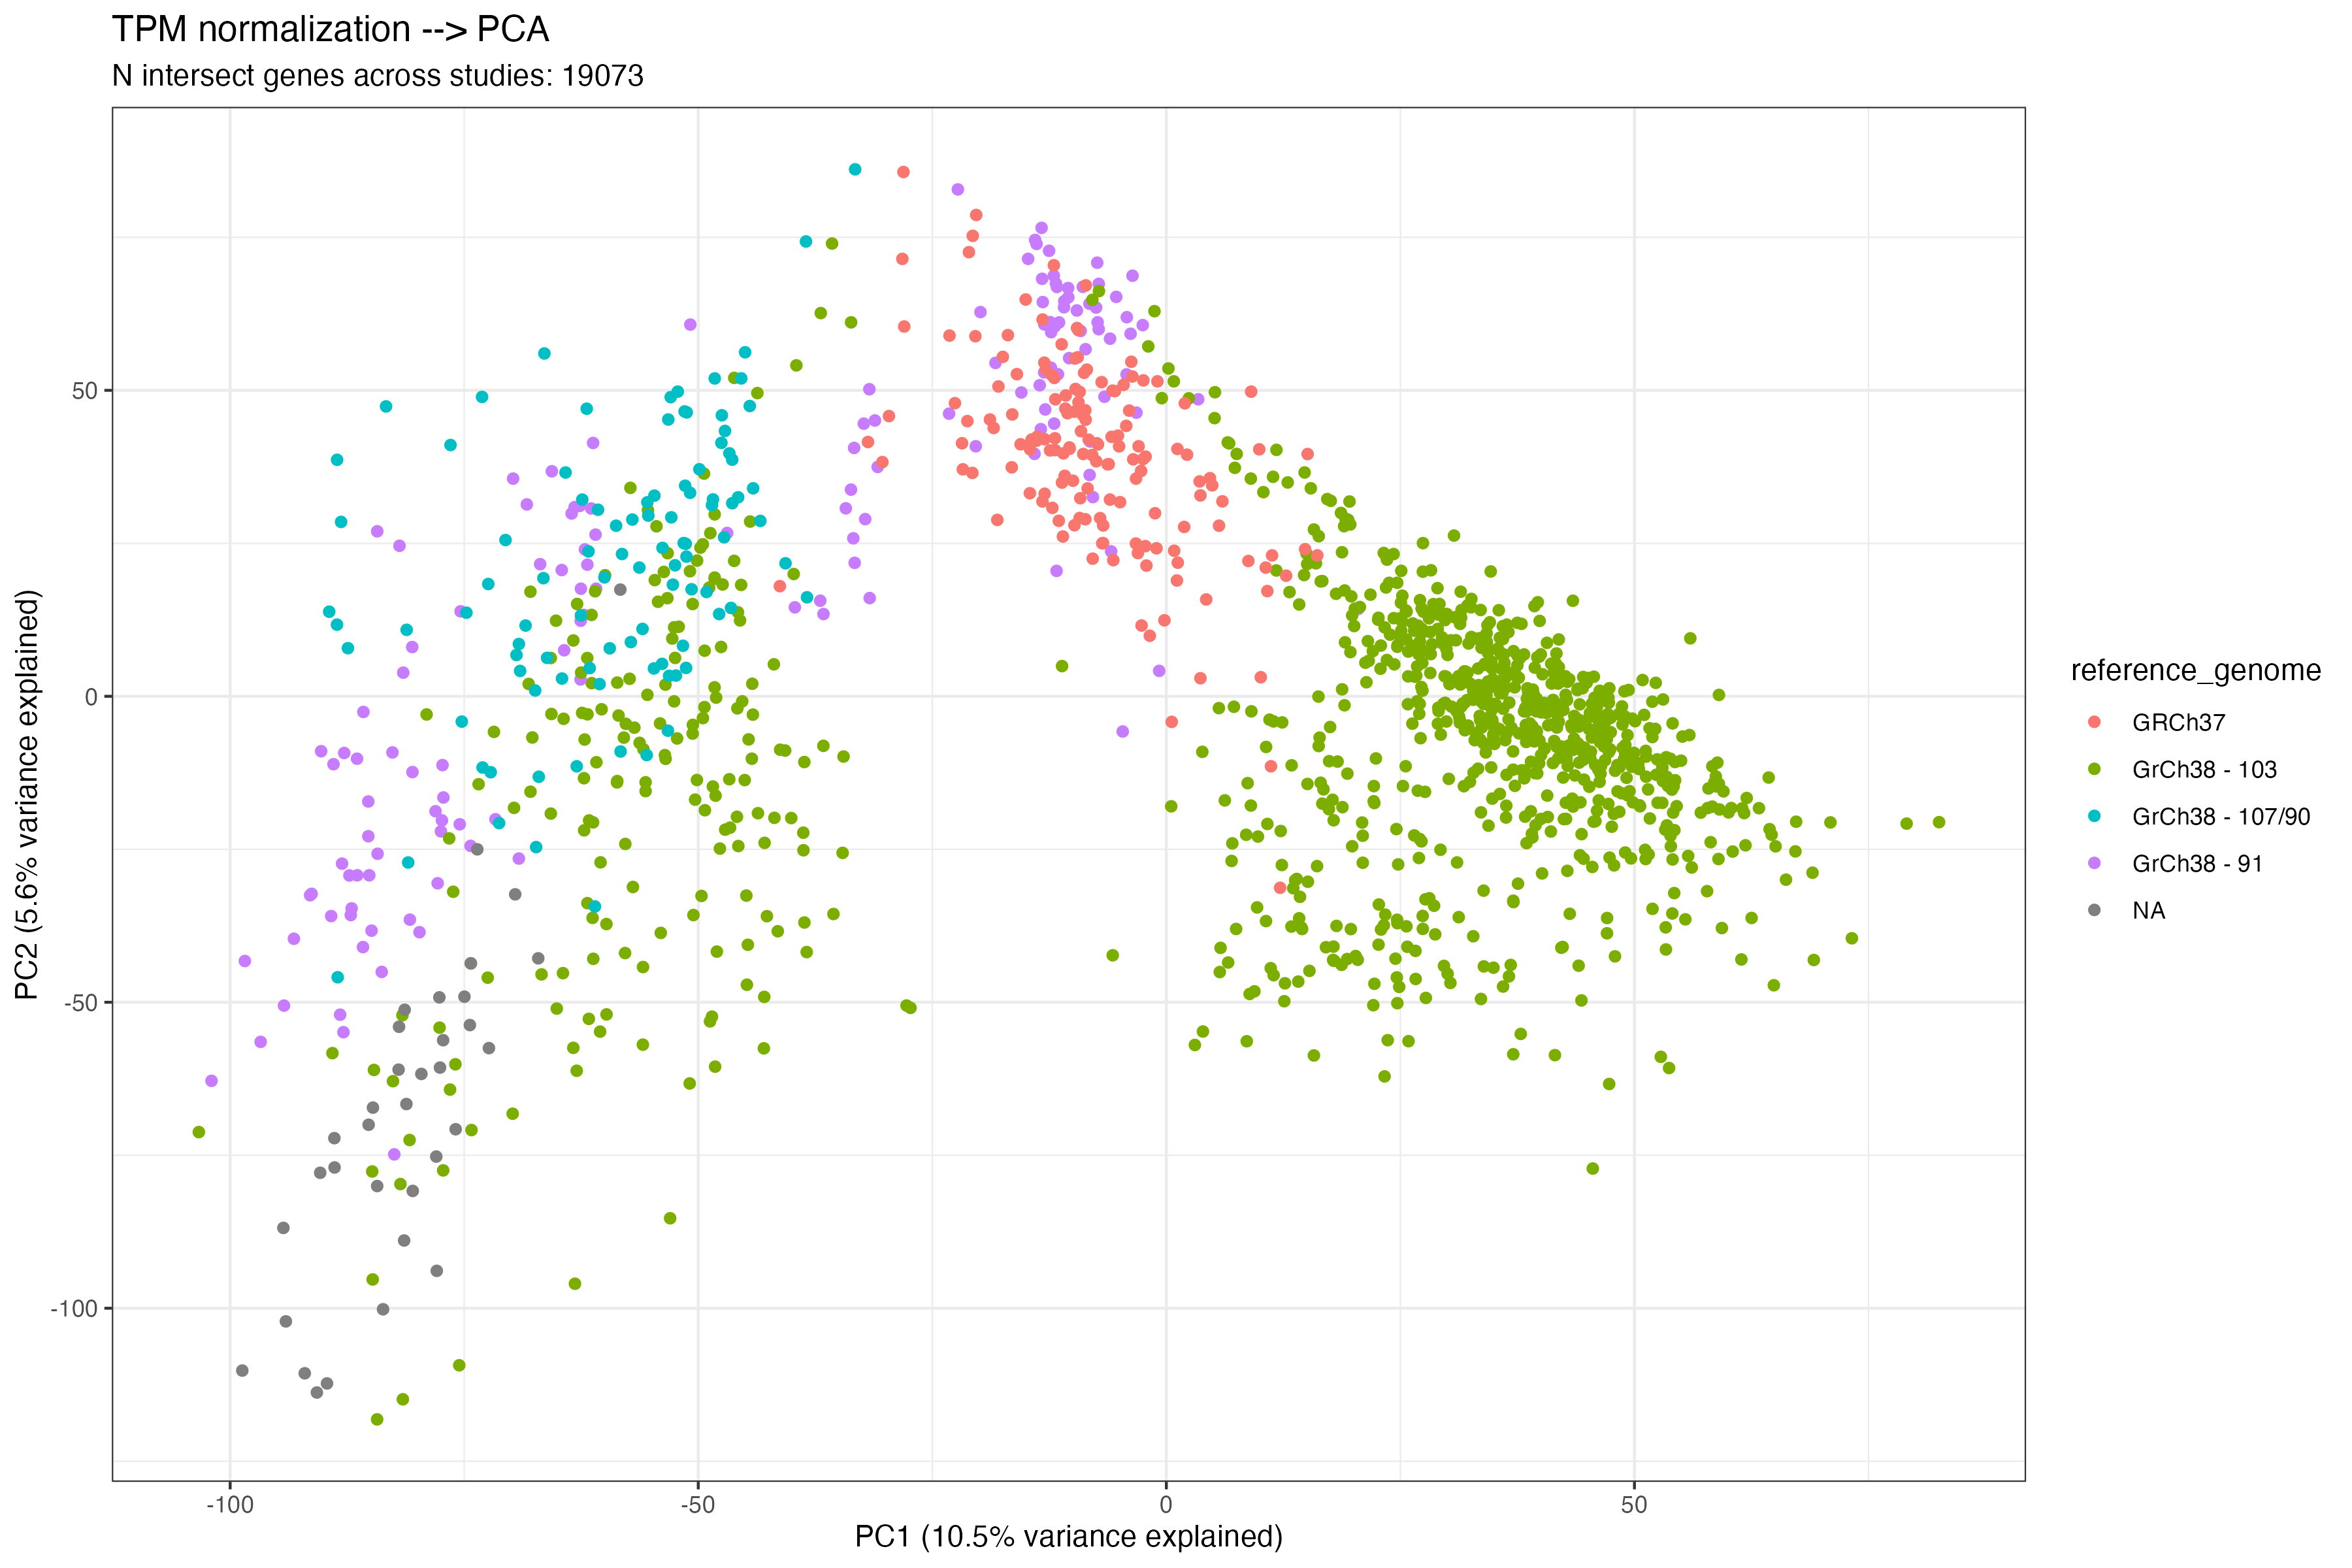 TPM normalization --> PCA
N intersect genes across studies: 19073
PC2 (5.6% variance explained)
50
0
-50
-100
-100
-50
0
50
PC1 (10.5% variance explained)
reference_genome
GRCh37
GrCh38 - 103
GrCh38 - 107/90
GrCh38 - 91
NA